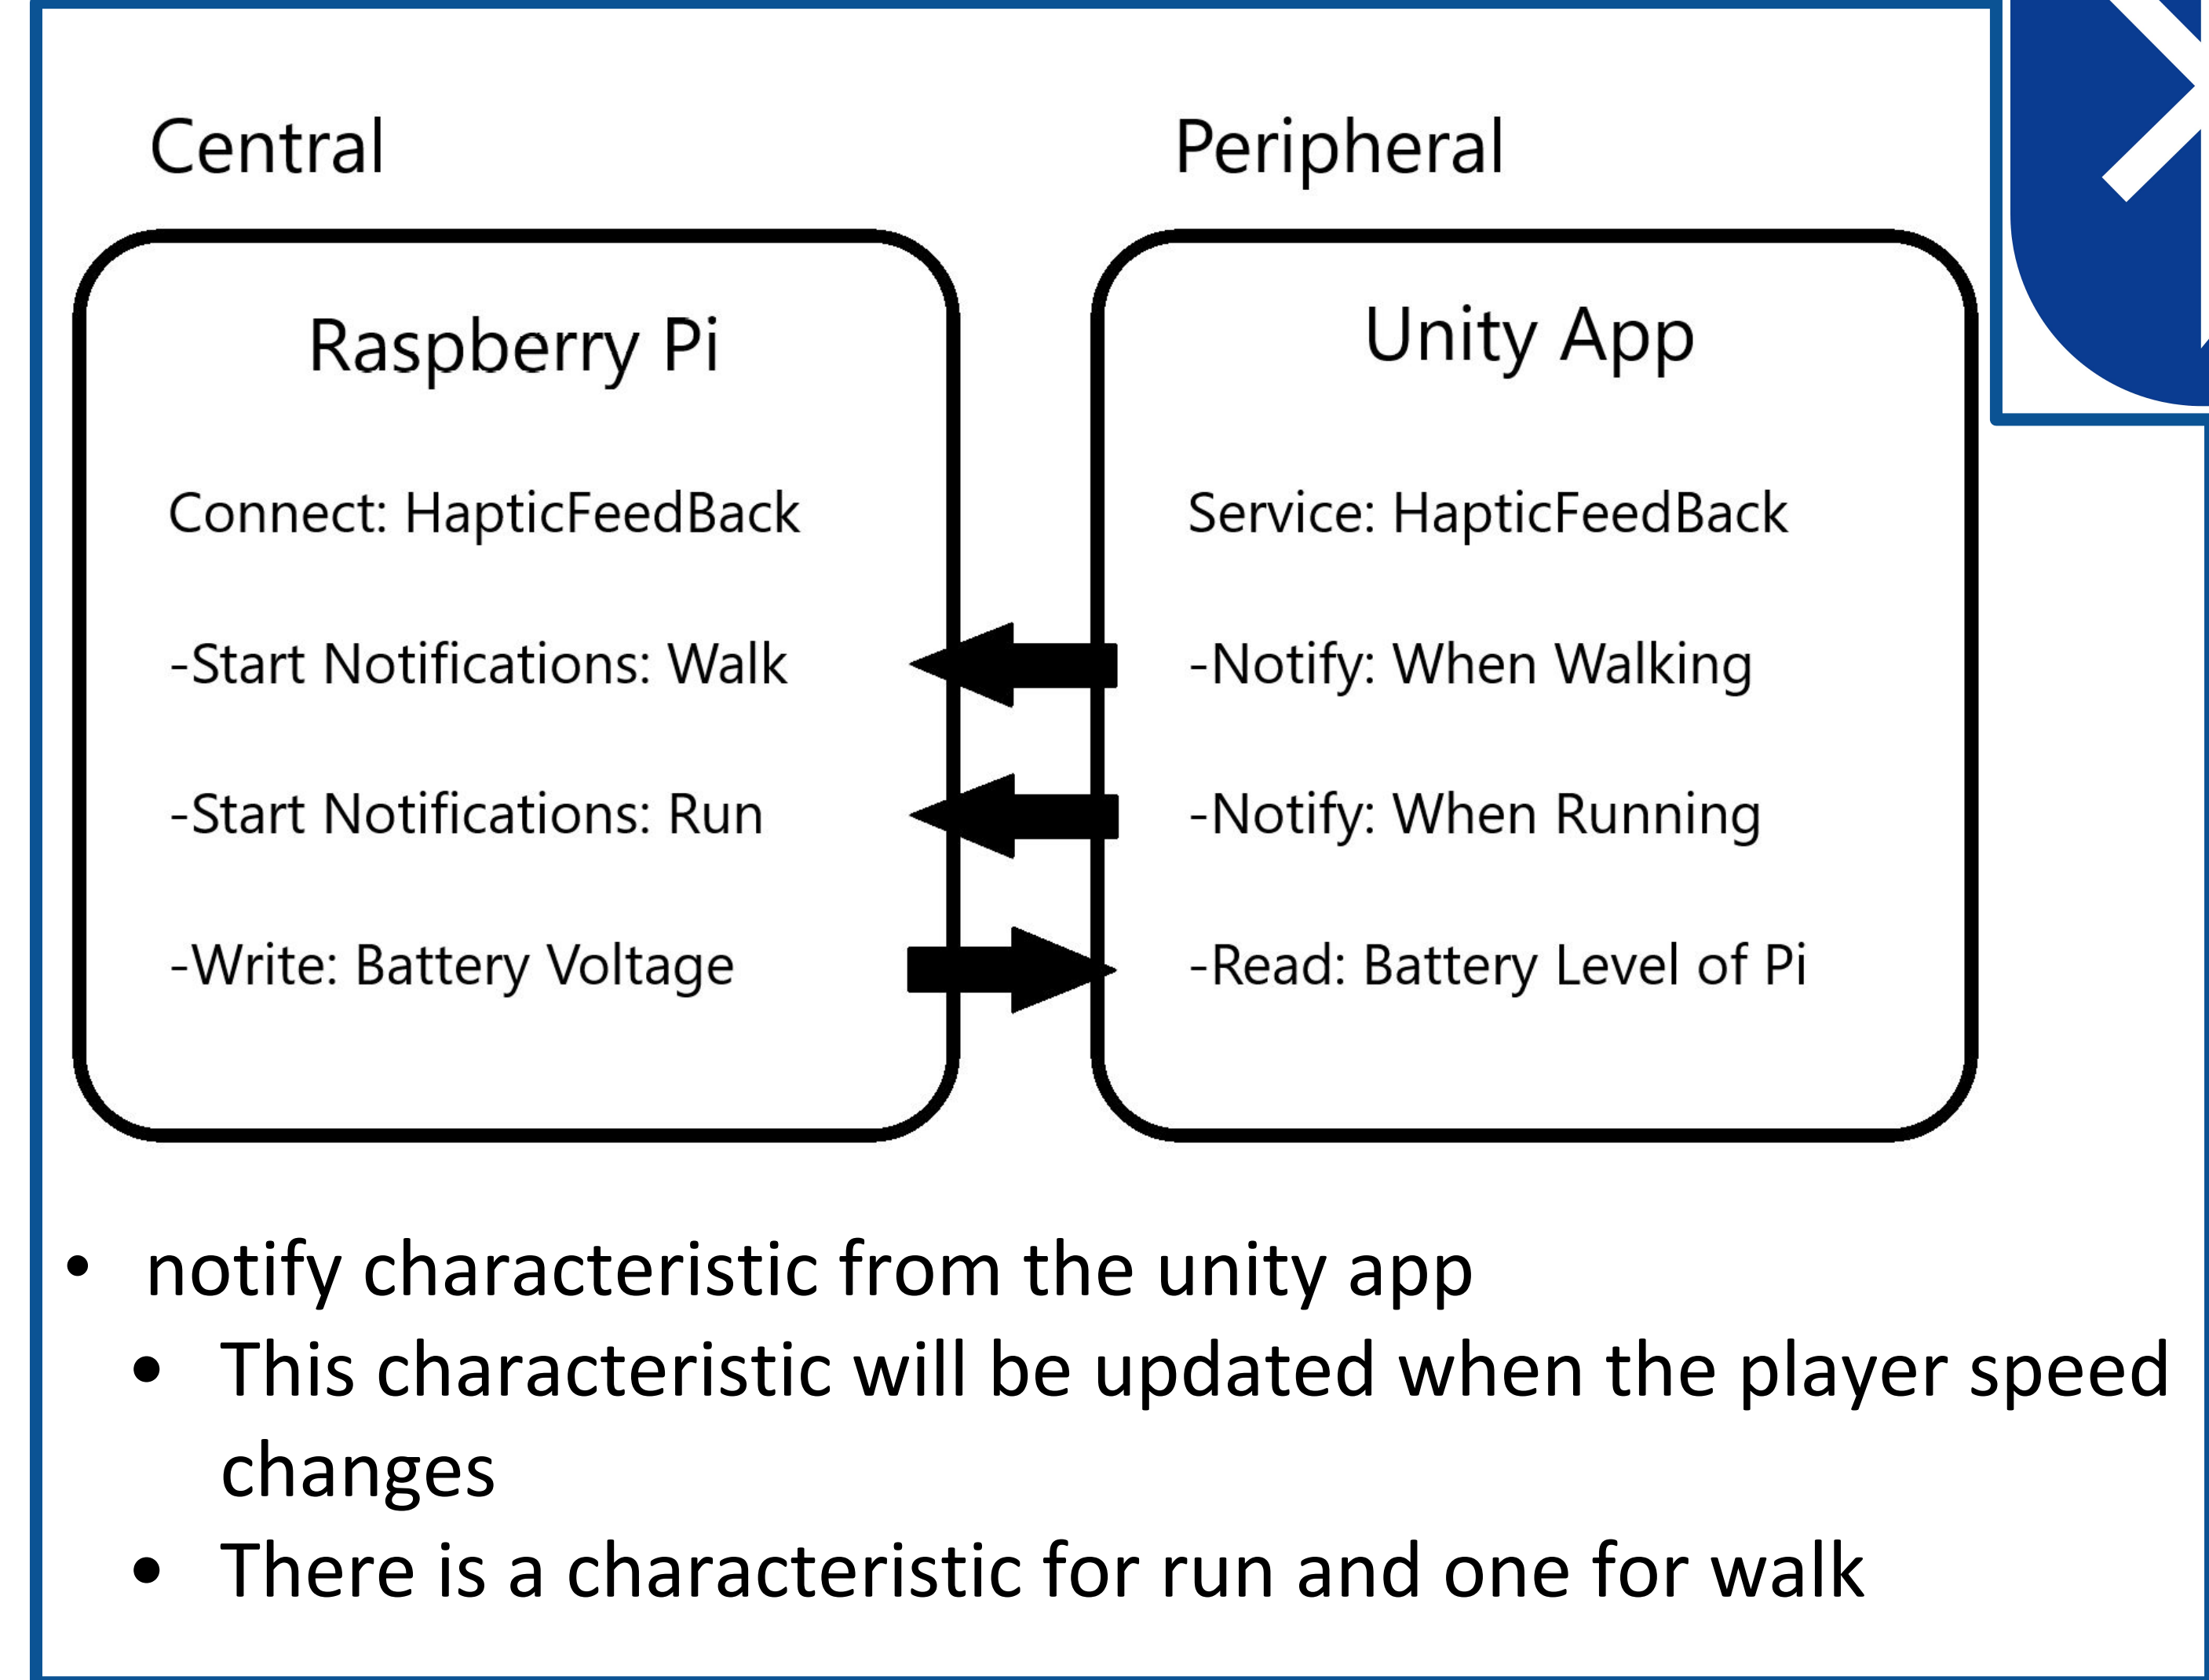 Central
Peripheral
Raspberry Pi
Connect: HapticFeedBack
-Start Notifications: Walk
-Start Notifications: Run
-Write: Battery Voltage
Unity App
Service: HapticFeedBack
-Notify: When Walking
-Notify: When Running
-Read: Battery Level of Pi
• notify characteristic from the unity app
• This characteristic will be updated when the player speed
changes
• There is a characteristic for run and one for walk